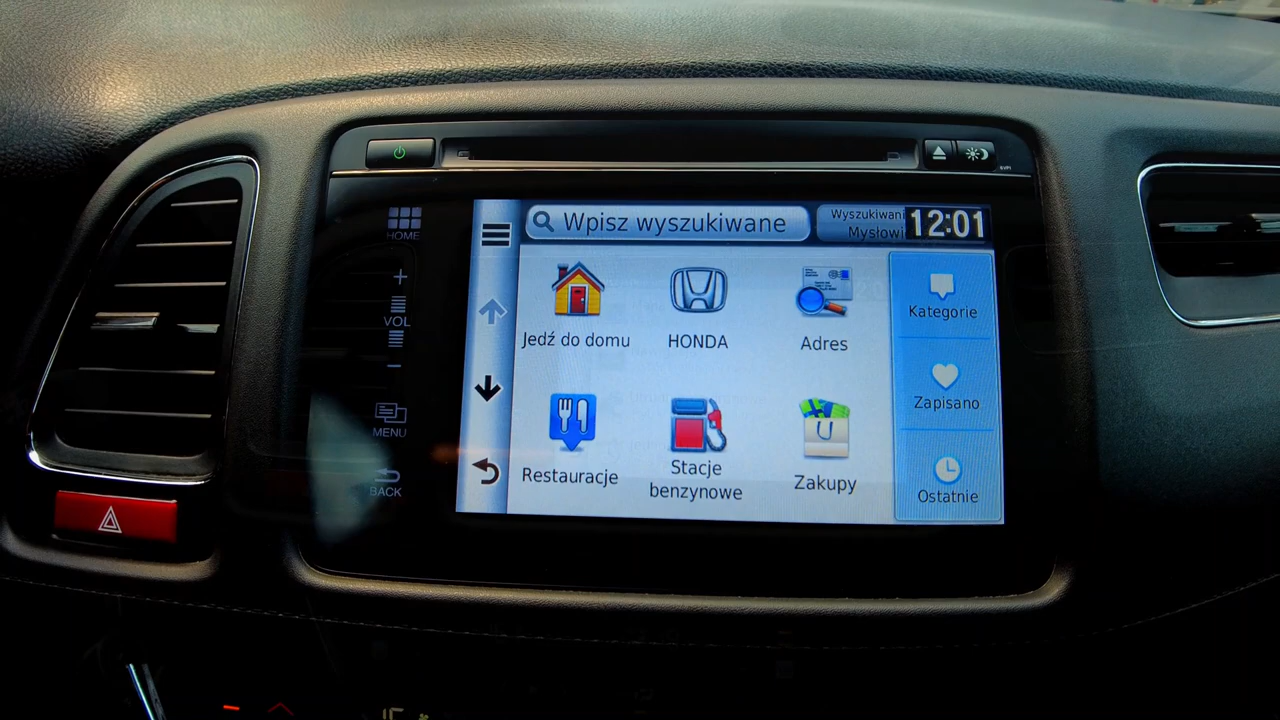 HOME
VOL
MENU
BACK
Wpisz wyszukiwane
Wyszukiwani
Mysłowi
12:01
Jedź do domu
HONDA
Adres
Restauracje
Stacje
benzynowe
Zakupy
Kategorie
Zapisano
Ostatnie